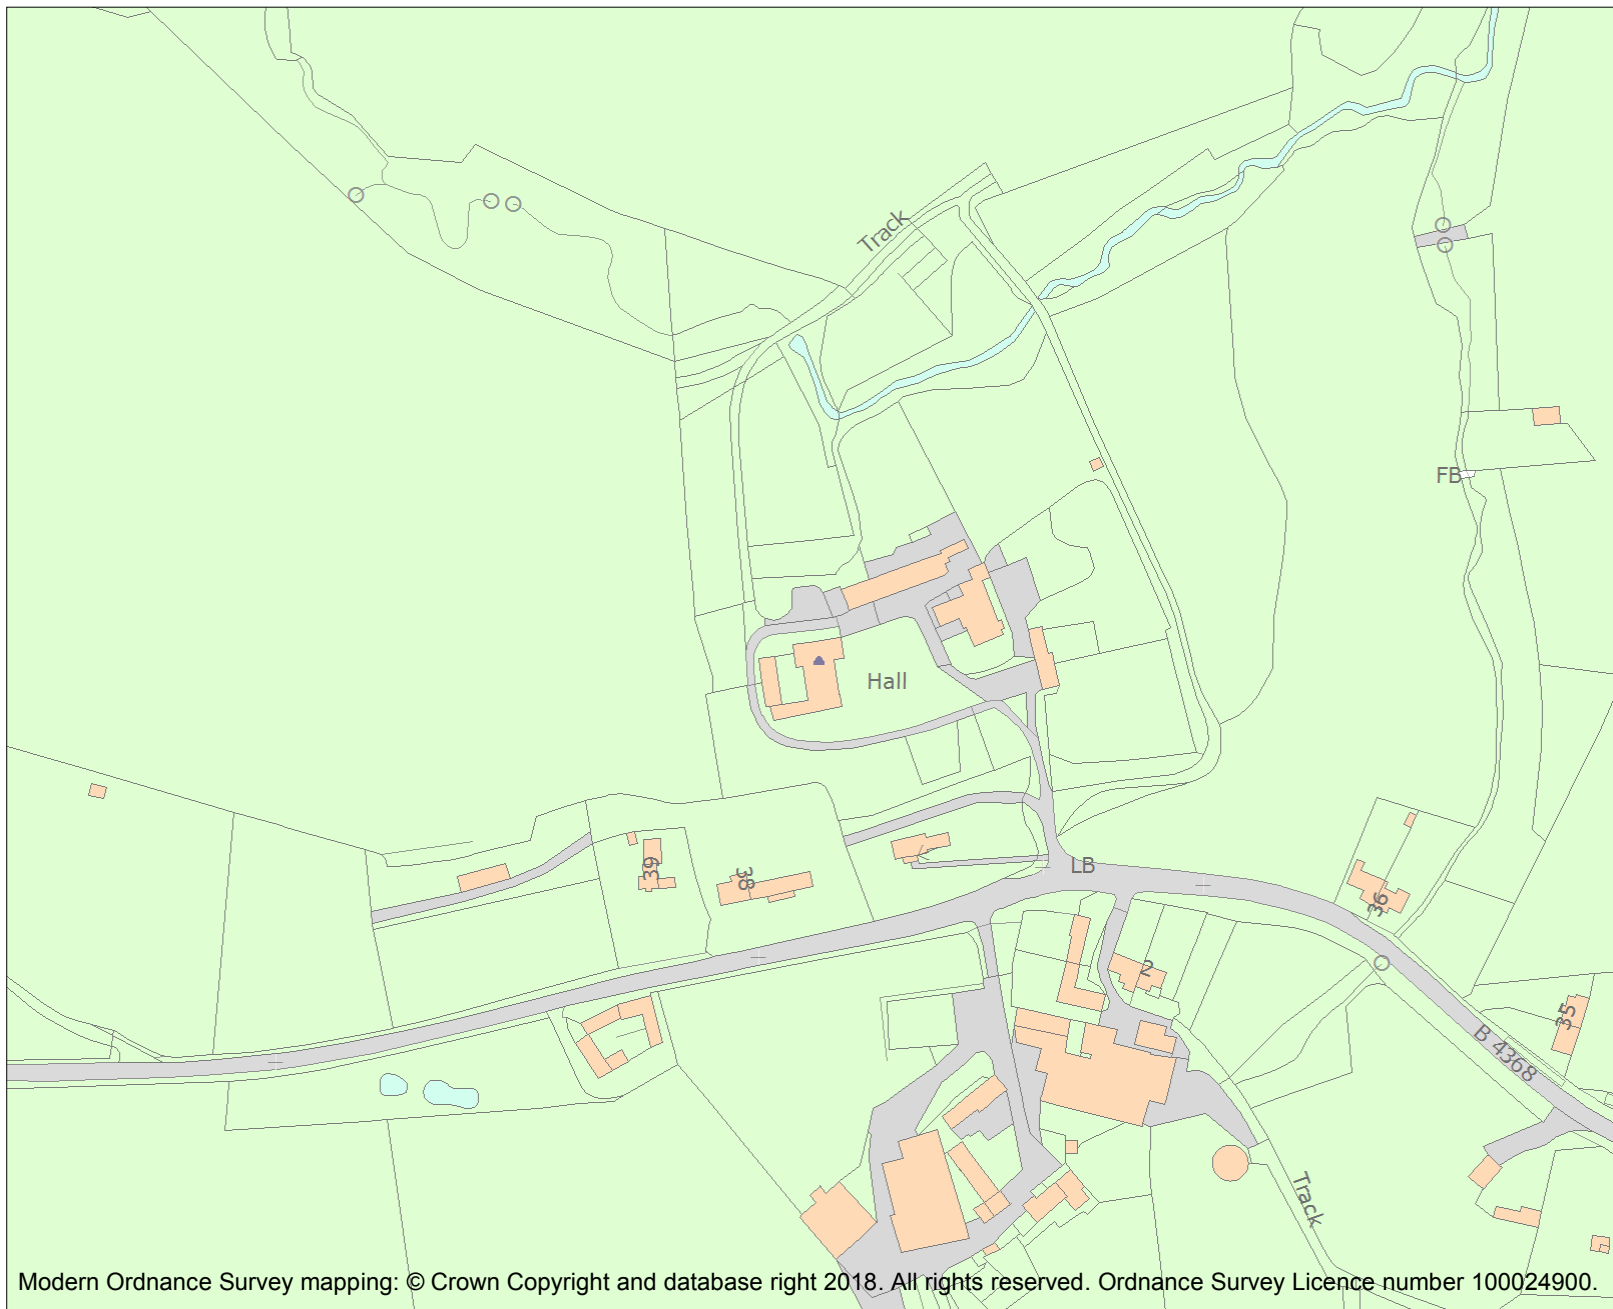 Track
FB
Hall
LB
39
38
36
2
35
B 4368
Track
Modern Ordnance Survey mapping: © Crown Copyright and database right 2018. All rights reserved. Ordnance Survey Licence number 100024900.